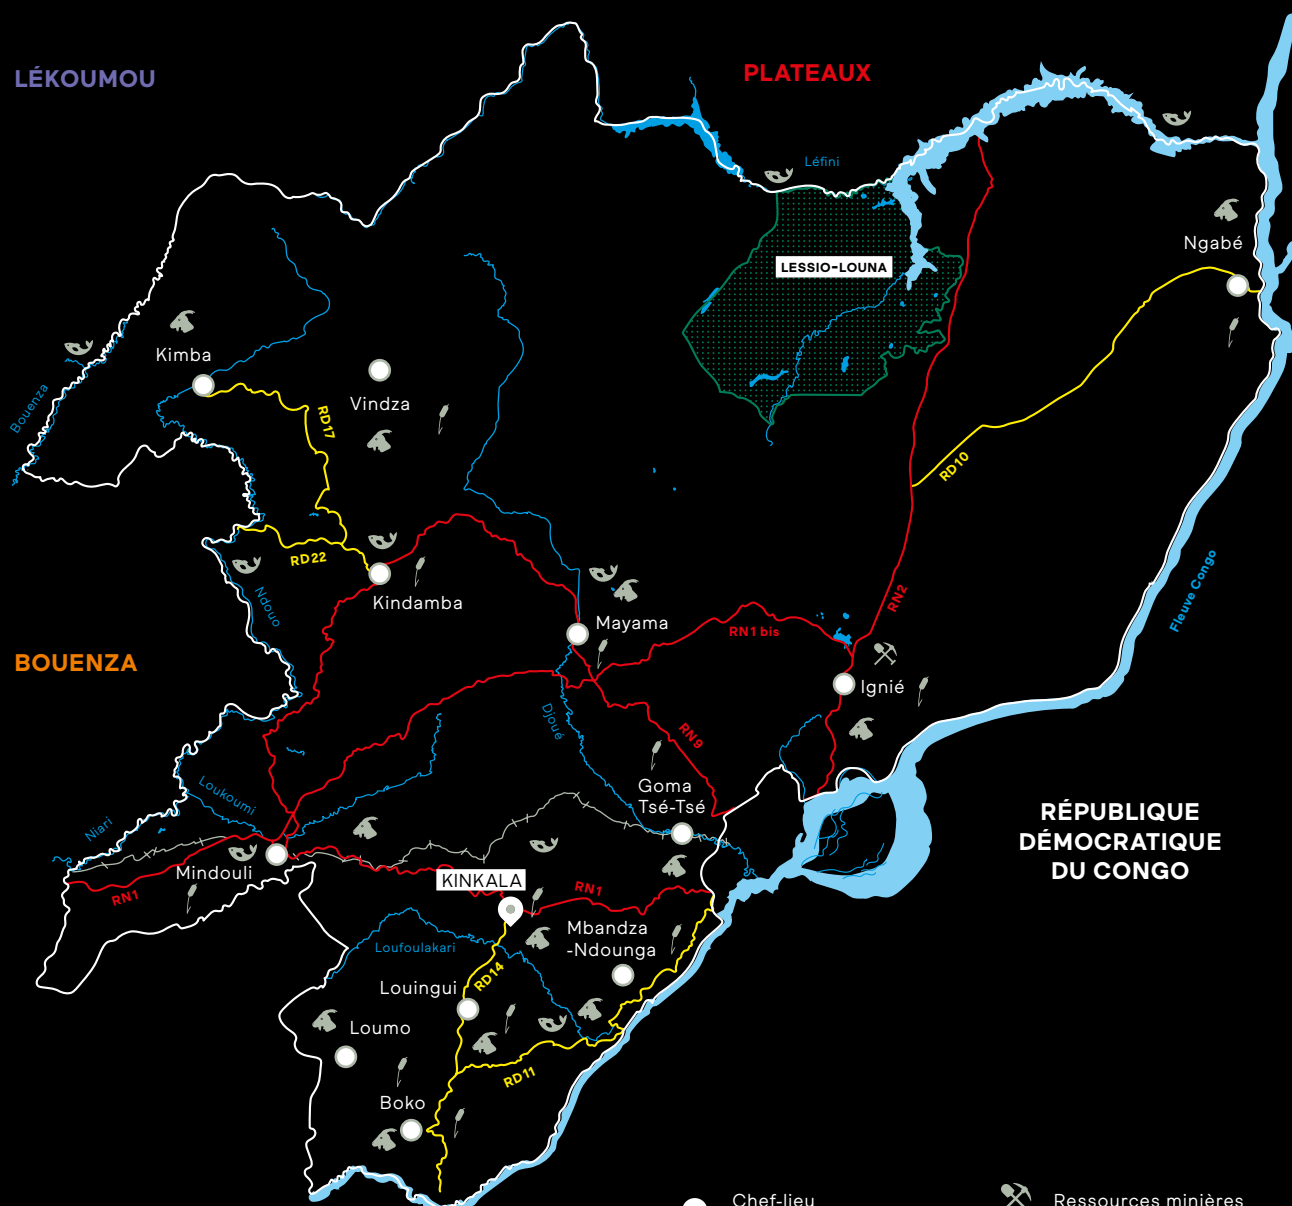 LÉKOUMOU
PLATEAUX
Léfini
Ngabé
LESSIO-LOUNA
Kimba
Bouenza
Vindza
RD17
RD10
RD22
Kindamba
Ndouo
Fleuve Congo
Mayama
RN2
RN1 bis
BOUENZA
Ignié
Djoué
RN9
Goma
Tsé-Tsé
Loukoumi
Niari
RÉPUBLIQUE
DÉMOCRATIQUE
DU CONGO
Mindouli
RN1
KINKALA
RN1
Mbandza
-Ndounga
Loufoulakari
RD14
Louingui
Loumo
RD11
Boko
Chef-lieu
Ressources minières